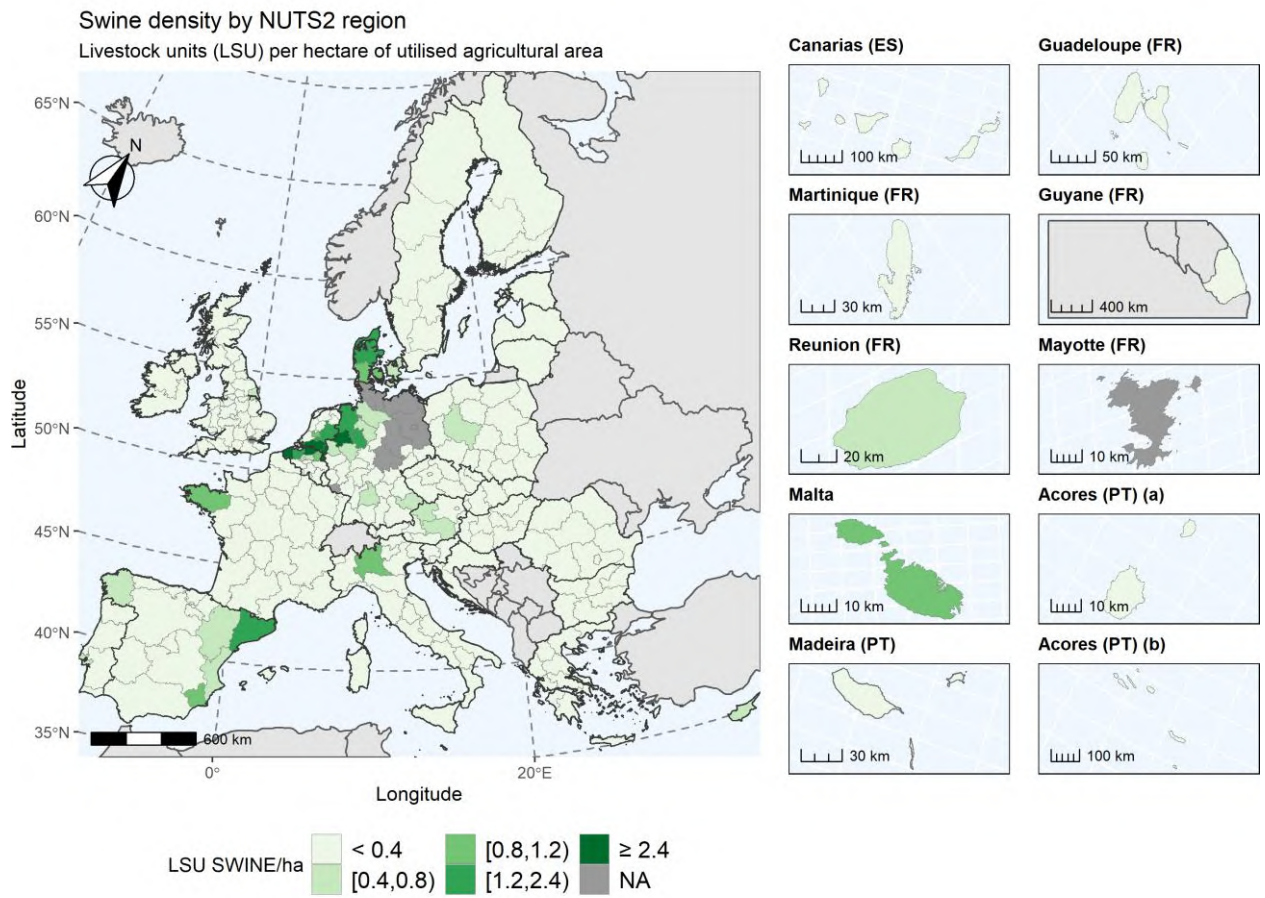 Swine density by NUTS2 region
Livestock units (LSU) per hectare of utilised agricultural area
65°N
60°N
55°N
50°N
45°N
40°N
35°N
Latitude
N
600 km
0°
20°E
Longitude
Canarias (ES)
100 km
Guadeloupe (FR)
50 km
Martinique (FR)
30 km
Guyane (FR)
400 km
Reunion (FR)
20 km
Mayotte (FR)
10 km
Malta
10 km
Acores (PT) (a)
10 km
Madeira (PT)
30 km
Acores (PT) (b)
100 km
LSU SWINE/ha
< 0.4
[0.8,1.2)
≥ 2.4
[0.4,0.8)
[1.2,2.4)
NA